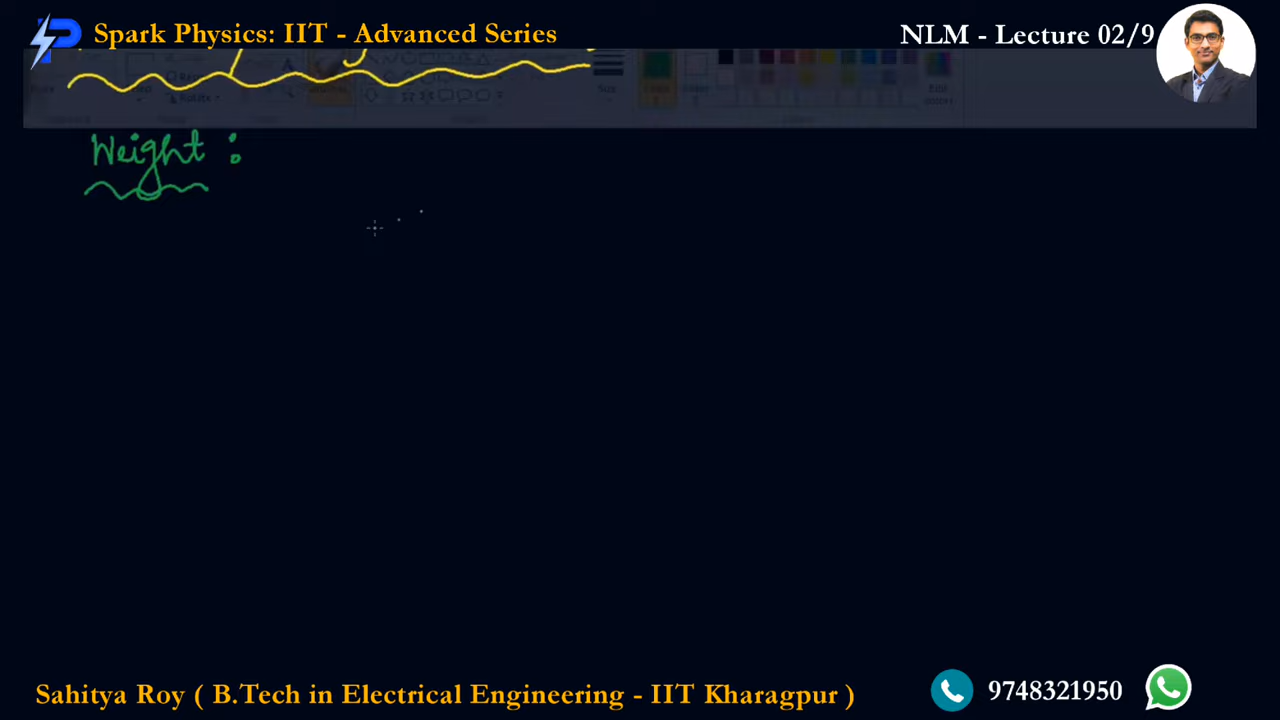 Spark Physics: IIT - Advanced Series
NLM - Lecture 02/9
Weight :
Sahitya Roy ( B.Tech in Electrical Engineering - IIT Kharagpur )
9748321950